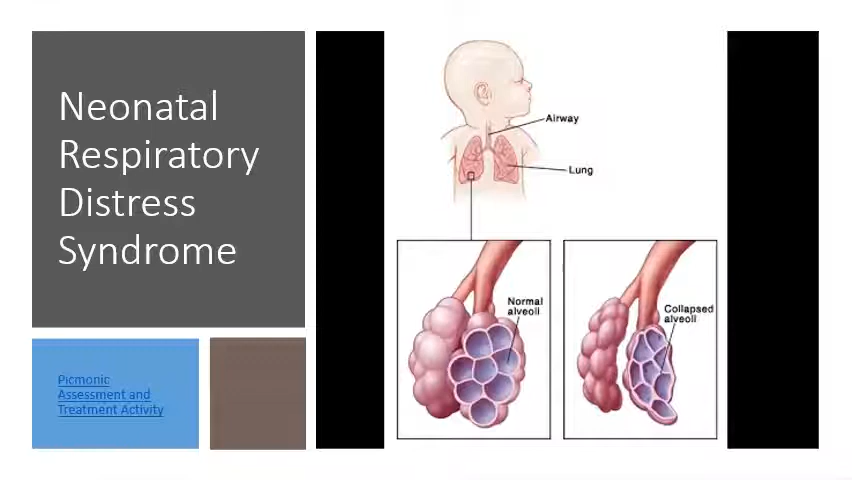 Neonatal
Respiratory
Distress
Syndrome
Picmonic
Assessment and
Treatment Activity
Airway
Lung
Normal
alveoli
Collapsed
alveoli